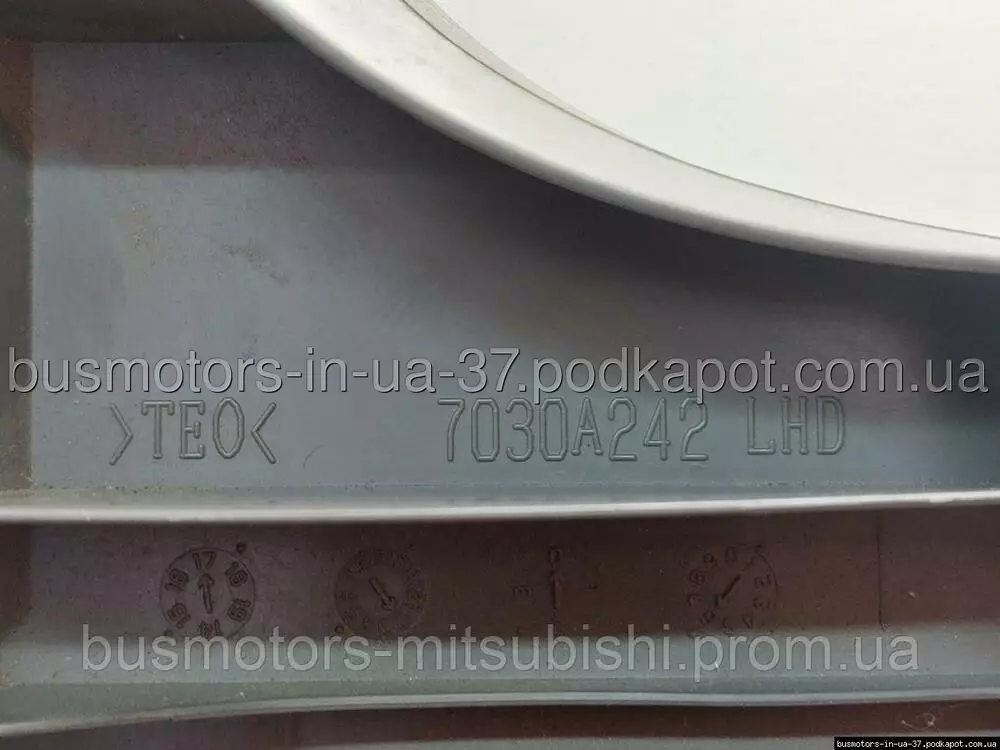 busmotors-in-ua-37.podkapot.com.ua
>TEO< 7030A242 LHD
17
busmotors-mitsubishi.prom.ua
busmotors-in-ua-37.podkapot.com.ua